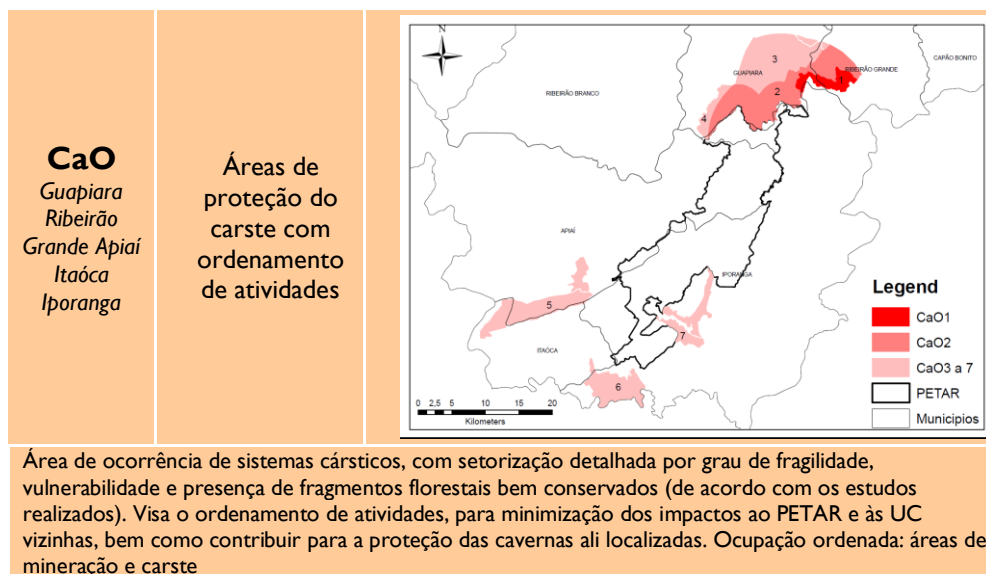 CaO
Guapiara
Ribeirão
Grande Apiaí
Itaóca
Iporanga
Áreas de
proteção do
carste com
ordenamento
de atividades
N
3
GUAPIARA
RIBEIRÃO GRANDE
CAPÃO BONITO
1
2
RIBEIRÃO BRANCO
4
APIAÍ
IPORANGA
5
7
ITAÓCA
6
Legend
CaO1
CaO2
CaO3 a 7
PETAR
Municipios
0 2,5 5 10 15 20
Kilometers
Área de ocorrência de sistemas cársticos, com setorização detalhada por grau de fragilidade,
vulnerabilidade e presença de fragmentos florestais bem conservados (de acordo com os estudos
realizados). Visa o ordenamento de atividades, para minimização dos impactos ao PETAR e às UC
vizinhas, bem como contribuir para a proteção das cavernas ali localizadas. Ocupação ordenada: áreas de
mineração e carste